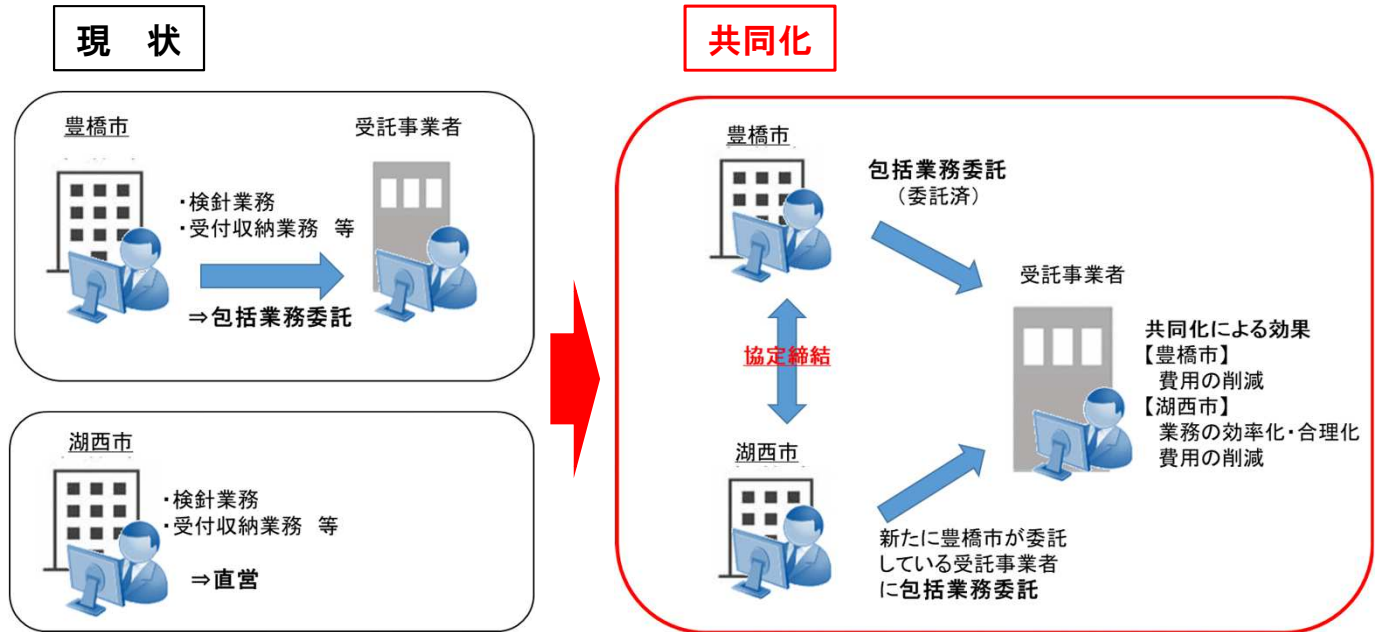 現　状
豊橋市
受託事業者
・検針業務
・受付収納業務　等
⇒包括業務委託
湖西市
・検針業務
・受付収納業務　等
⇒直営
共同化
豊橋市
包括業務委託
（委託済）
協定締結
湖西市
新たに豊橋市が委託
している受託事業者
に包括業務委託
受託事業者
共同化による効果
【豊橋市】
費用の削減
【湖西市】
業務の効率化・合理化
費用の削減